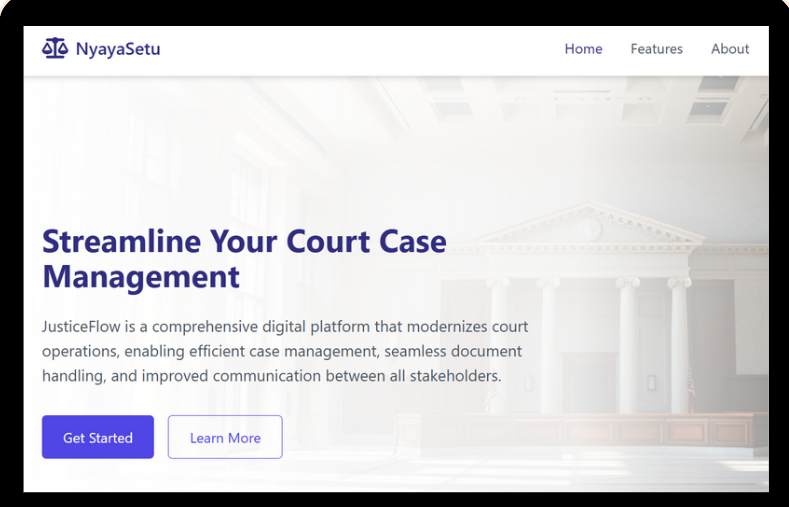 NyayaSetu
Home Features About
Streamline Your Court Case
Management
JusticeFlow is a comprehensive digital platform that modernizes court
operations, enabling efficient case management, seamless document
handling, and improved communication between all stakeholders.
Get Started Learn More